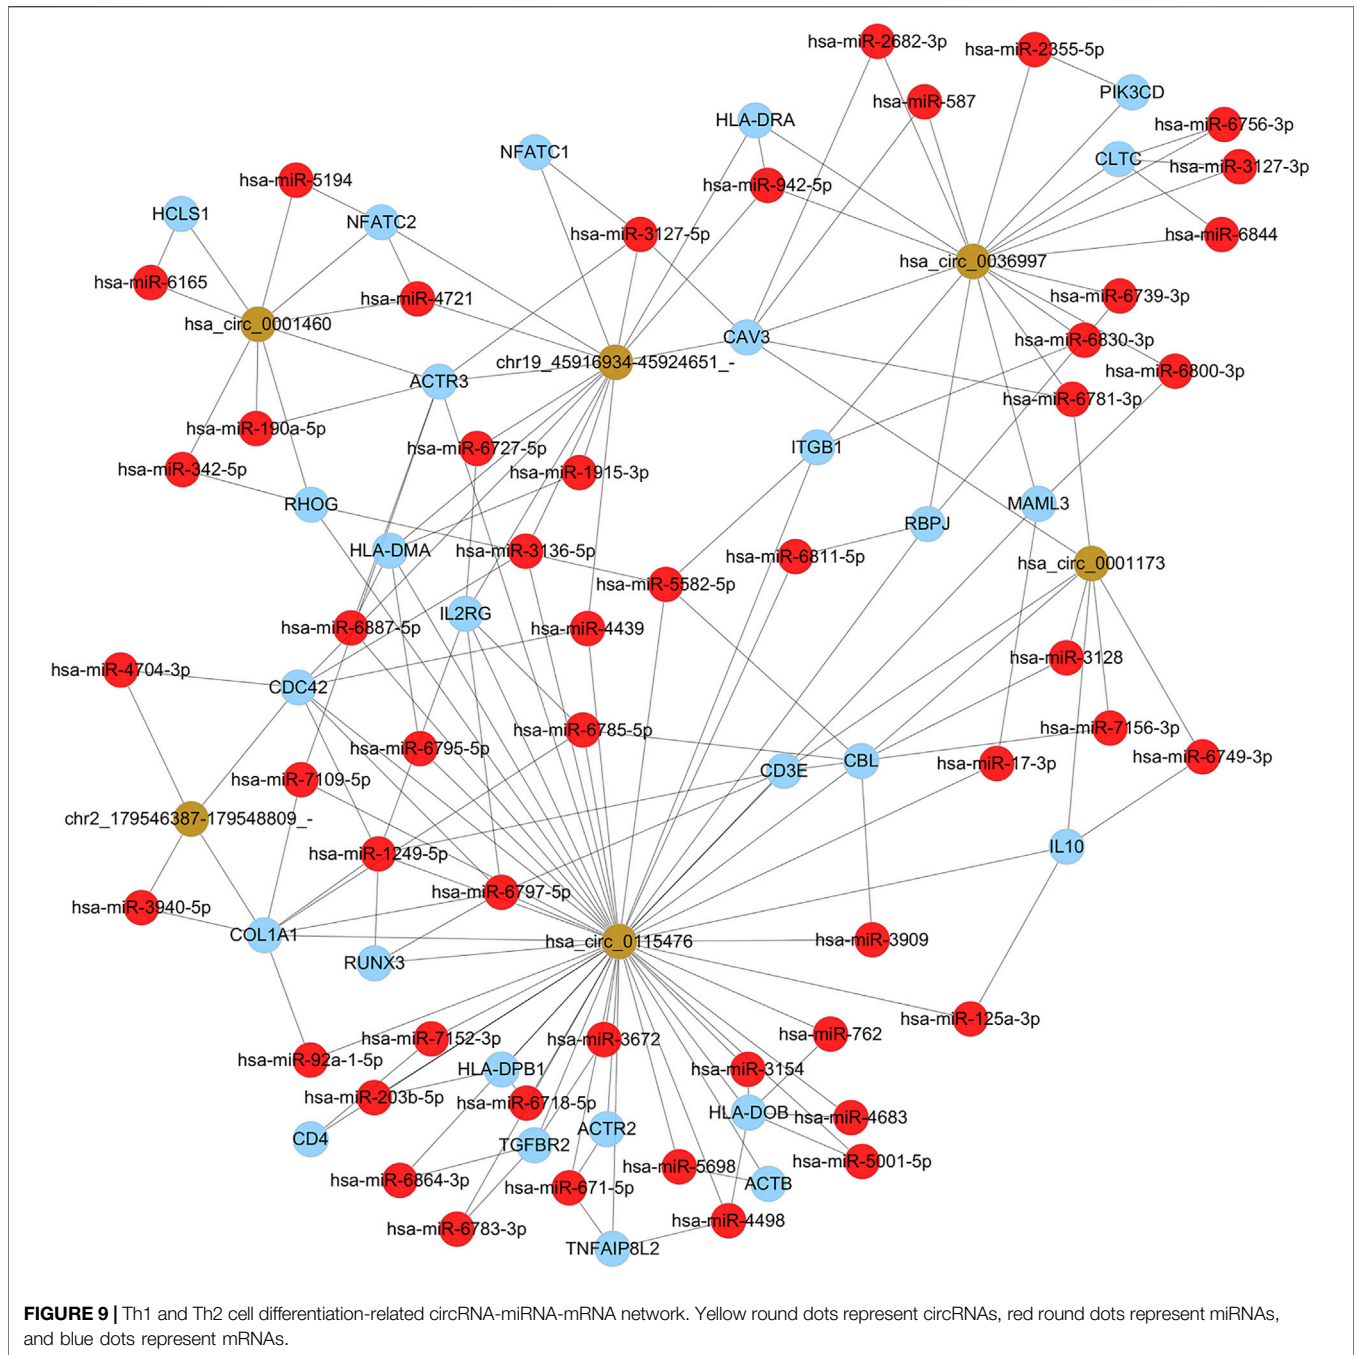 hsa-miR-2682-3p
hsa-miR-2355-5p
PIK3CD
hsa-miR-587
HLA-DRA
hsa-miR-6756-3p
NFATC1
CLTC
hsa-miR-3127-3p
hsa-miR-5194
hsa-miR-942-5p
HCLS1
NFATC2
hsa-miR-3127-5p
hsa-miR-6844
hsa_circ_0036997
hsa-miR-6165
hsa-miR-4721
hsa-miR-6739-3p
hsa_circ_0001460
CAV3
hsa-miR-6830-3p
chr19_45916934-45924651_-
hsa-miR-6800-3p
ACTR3
hsa-miR-6781-3p
hsa-miR-190a-5p
hsa-miR-6727-5p
ITGB1
hsa-miR-342-5p
hsa-miR-1915-3p
RHOG
MAML3
RBPJ
HLA-DMA
hsa-miR-3136-5p
hsa-miR-6811-5p
hsa_circ_0001173
hsa-miR-5582-5p
IL2RG
hsa-miR-6887-5p
hsa-miR-4439
hsa-miR-3128
hsa-miR-4704-3p
CDC42
hsa-miR-6785-5p
hsa-miR-7156-3p
hsa-miR-6795-5p
hsa-miR-6749-3p
CD3E
CBL
hsa-miR-17-3p
hsa-miR-7109-5p
chr2_179546387-179548809_-
IL10
hsa-miR-1249-5p
hsa-miR-6797-5p
hsa-miR-3940-5p
COL1A1
hsa_circ_0115476
hsa-miR-3909
RUNX3
hsa-miR-125a-3p
hsa-miR-7152-3p
hsa-miR-3672
hsa-miR-762
hsa-miR-92a-1-5p
HLA-DPB1
hsa-miR-3154
hsa-miR-203b-5p
hsa-miR-6718-5p
HLA-DOB
hsa-miR-4683
CD4
TGFBR2
ACTR2
hsa-miR-5698
hsa-miR-5001-5p
hsa-miR-6864-3p
hsa-miR-671-5p
ACTB
hsa-miR-6783-3p
hsa-miR-4498
TNFAIP8L2
FIGURE 9 | Th1 and Th2 cell differentiation-related circRNA-miRNA-mRNA network. Yellow round dots represent circRNAs, red round dots represent miRNAs,
and blue dots represent mRNAs.